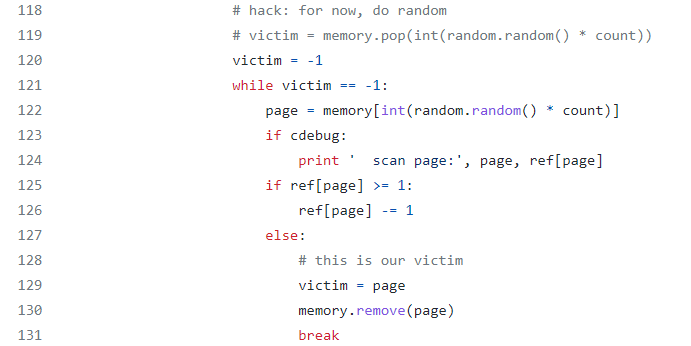 118                         # hack: for now, do random
119                         # victim = memory.pop(int(random.random() * count))
120                         victim = -1
121                         while victim == -1:
122                             page = memory[int(random.random() * count)]
123                             if cdebug:
124                                 print '  scan page:', page, ref[page]
125                             if ref[page] >= 1:
126                                 ref[page] -= 1
127                             else:
128                                 # this is our victim
129                                 victim = page
130                                 memory.remove(page)
131                                 break